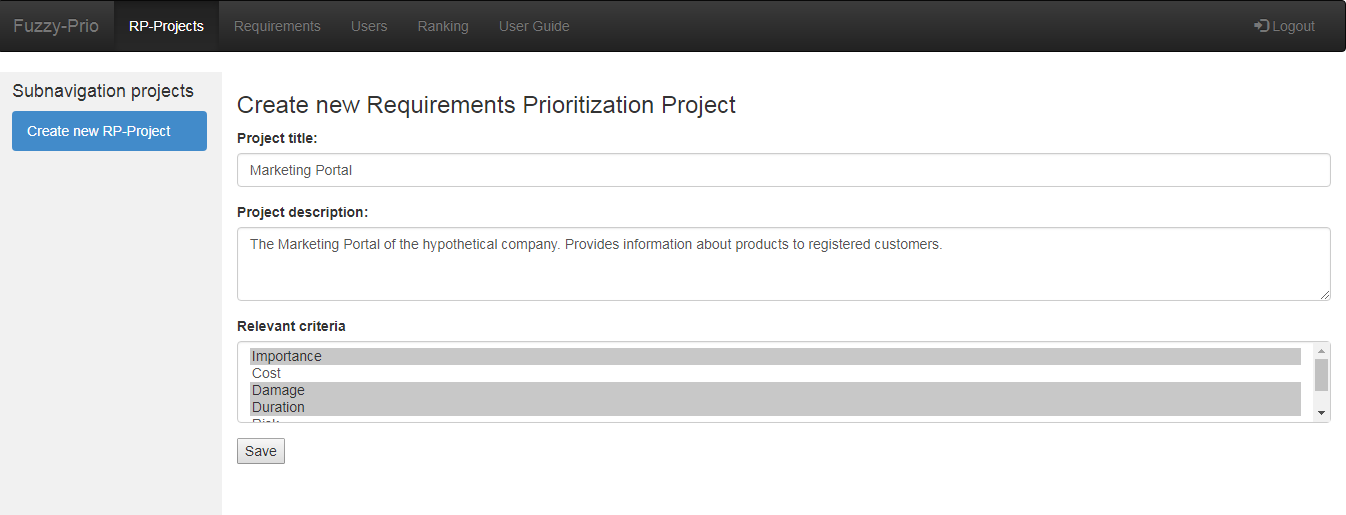 Fuzzy-Prio RP-Projects Requirements Users Ranking User Guide Logout
Subnavigation projects
Create new RP-Project
Create new Requirements Prioritization Project
Project title:
Marketing Portal
Project description:
The Marketing Portal of the hypothetical company. Provides information about products to registered customers.
Relevant criteria
Importance
Cost
Damage
Duration
Risk
Save